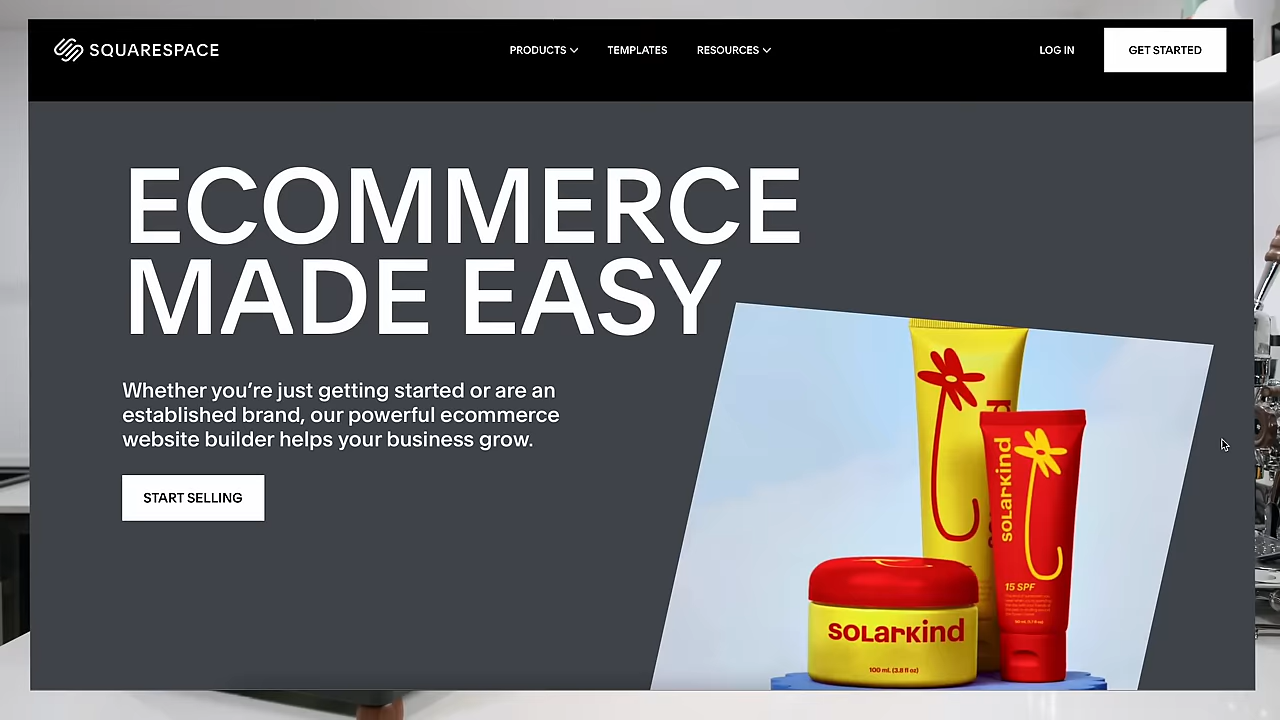 SQUARESPACE
PRODUCTS
TEMPLATES
RESOURCES
LOG IN
GET STARTED
ECOMMERCE
MADE EASY
Whether you're just getting started or are an
established brand, our powerful ecommerce
website builder helps your business grow.
START SELLING
solarkind
15 SPF
solarkind
100 mL (3.8 fl oz)